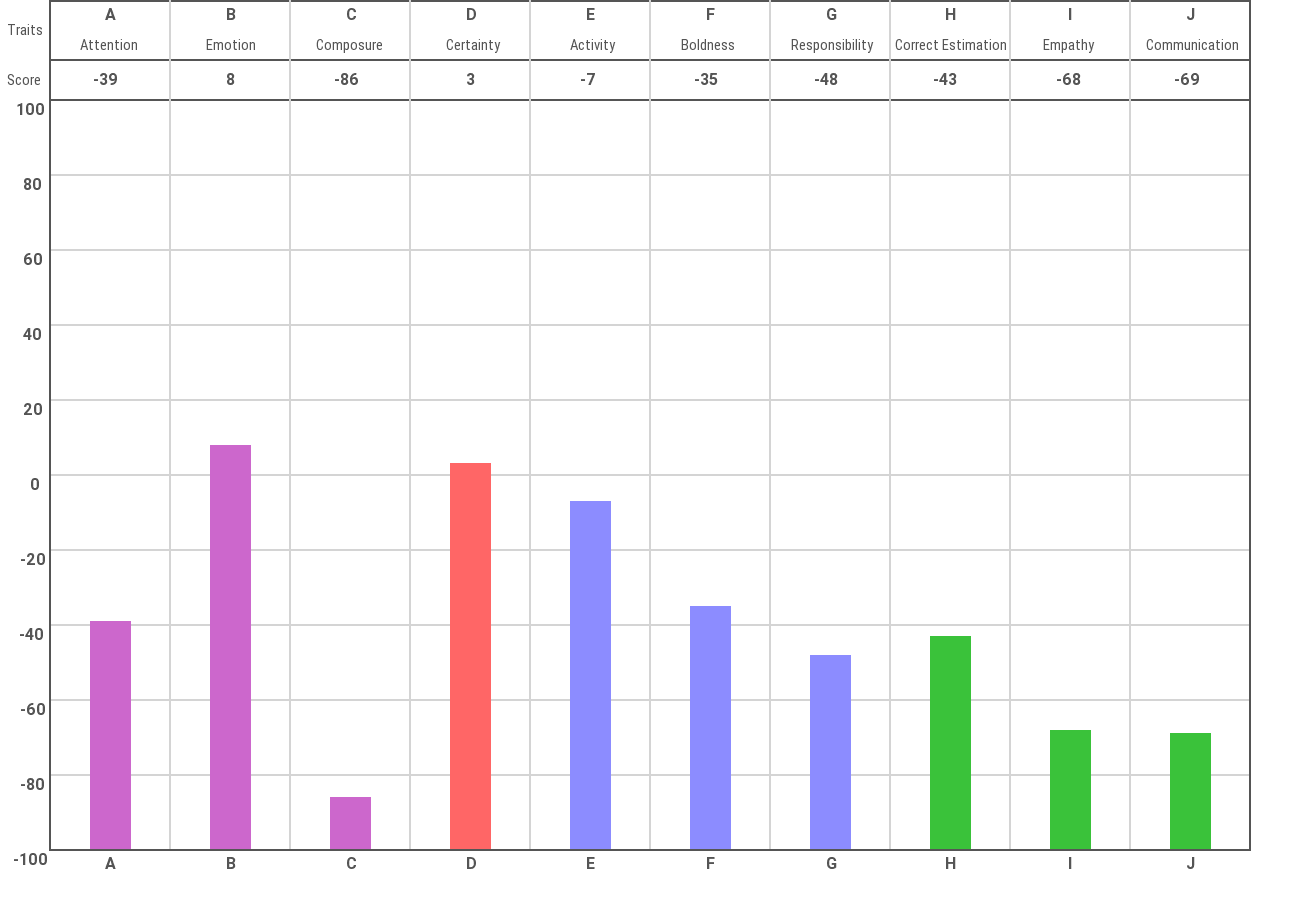 Traits A B C D E F G H I J
Attention Emotion Composure Certainty Activity Boldness Responsibility Correct Estimation Empathy Communication
Score -39 8 -86 3 -7 -35 -48 -43 -68 -69
100
80
60
40
20
0
-20
-40
-60
-80
-100
A B C D E F G H I J